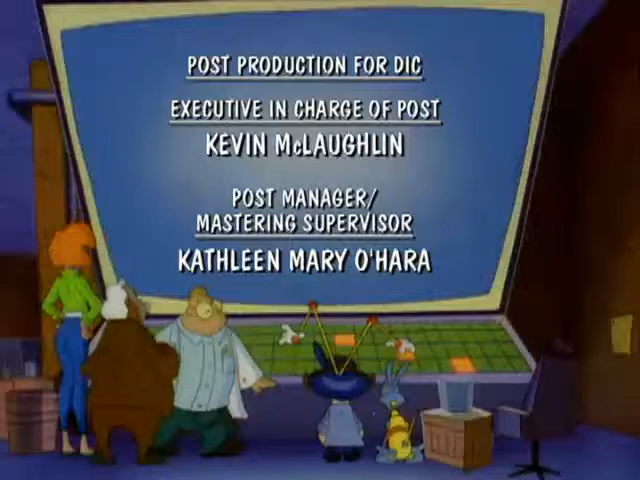 POST PRODUCTION FOR DIC
EXECUTIVE IN CHARGE OF POST
KEVIN McLAUGHLIN
POST MANAGER/
MASTERING SUPERVISOR
KATHLEEN MARY O'HARA